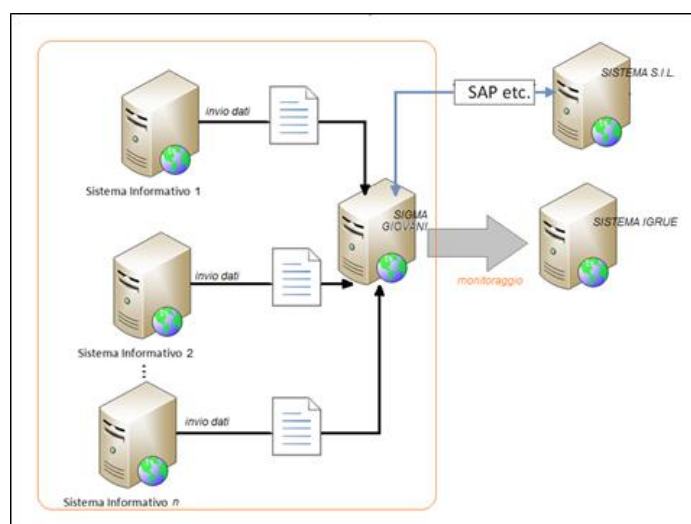 invio dati
Sistema Informativo 1
SAP etc.
SISTEMA S.I.L.
SIGMA
GIOVANI
SISTEMA IGRUE
monitoraggio
invio dati
Sistema Informativo 2
invio dati
Sistema Informativo n